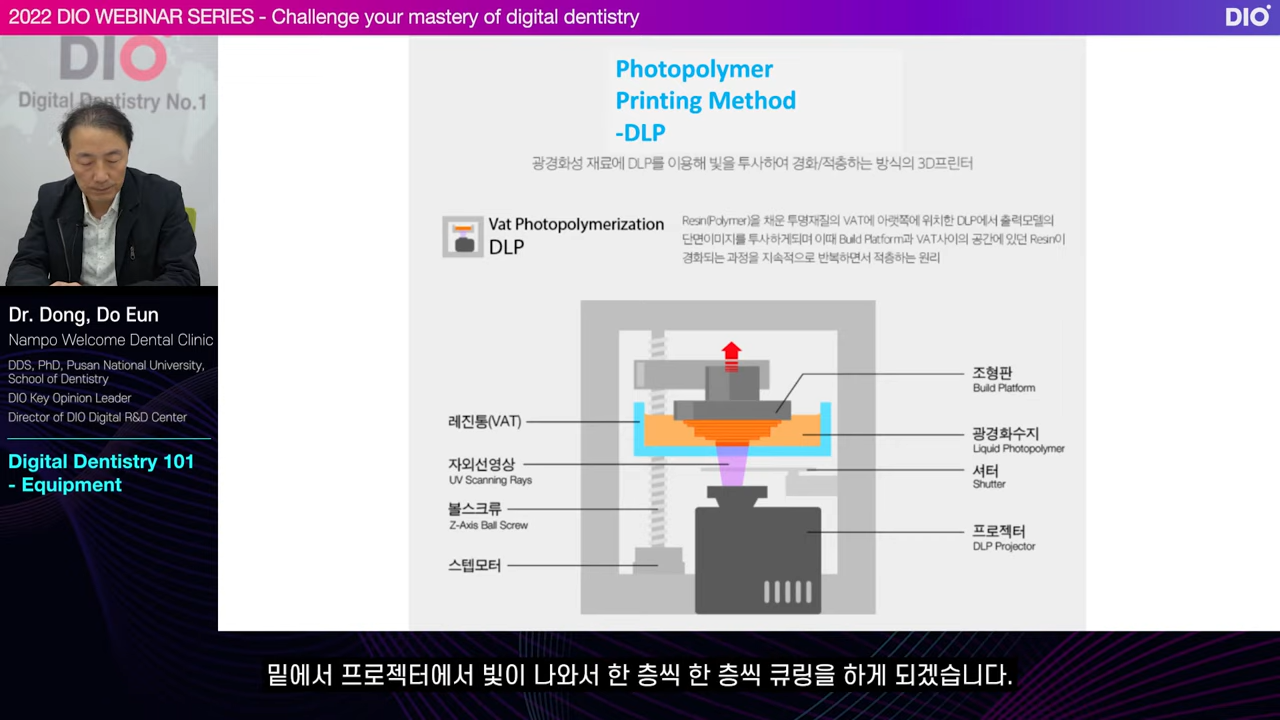 2022 DIO WEBINAR SERIES - Challenge your mastery of digital dentistry
DIO
DIO
Digital Dentistry No.1
Dr. Dong, Do Eun
Nampo Welcome Dental Clinic
DDS, PhD, Pusan National University,
School of Dentistry
DIO Key Opinion Leader
Director of DIO Digital R&D Center
Digital Dentistry 101
- Equipment
Photopolymer
Printing Method
-DLP
광경화성 재료에 DLP를 이용해 빛을 투사하여 경화/적층하는 방식의 3D프린터
Vat Photopolymerization
DLP
Resin(Polymer)을 채운 투명재질의 VAT에 아랫쪽에 위치한 DLP에서 출력모델의
단면이미지를 투사하게되며 이때 Build Platform과 VAT사이의 공간에 있던 Resin이
경화되는 과정을 지속적으로 반복하면서 적층하는 원리
조형판
Build Platform
레진통(VAT)
광경화수지
Liquid Photopolymer
자외선영상
UV Scanning Rays
셔터
Shutter
볼스크류
Z-Axis Ball Screw
프로젝터
DLP Projector
스텝모터
밑에서 프로젝터에서 빛이 나와서 한 층씩 한 층씩 큐링을 하게 되겠습니다.